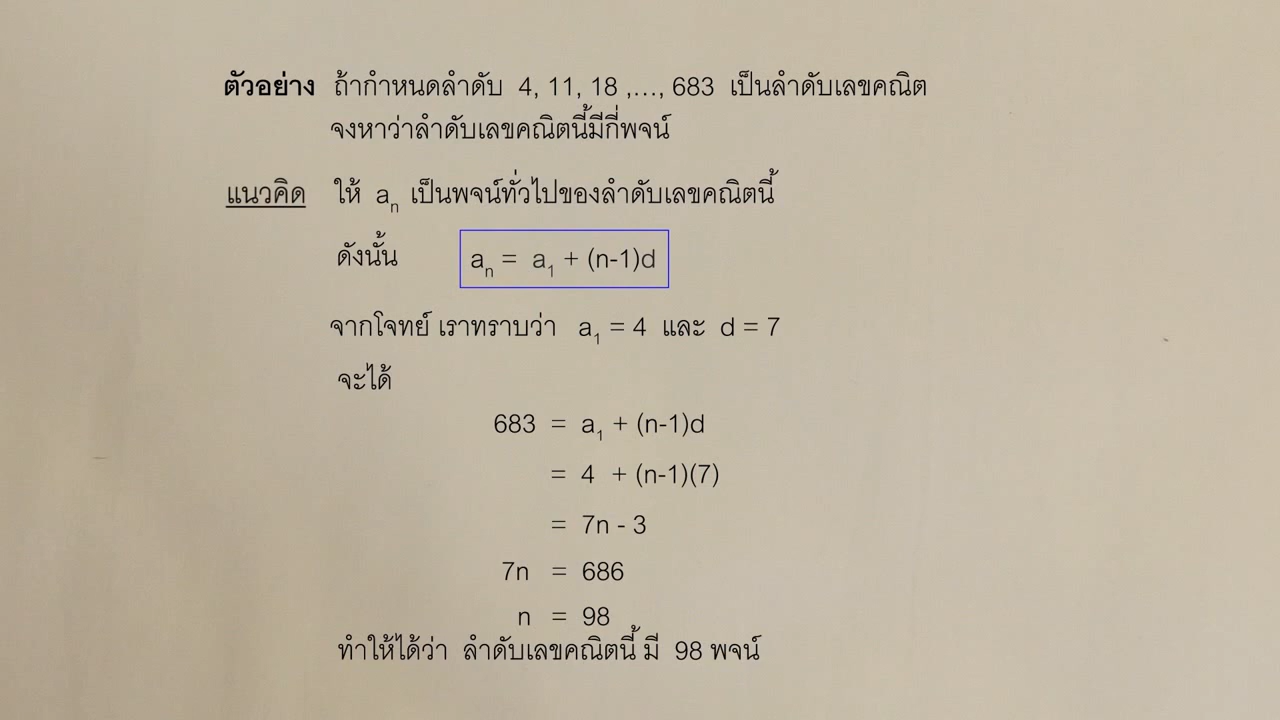 ตัวอย่าง ถ้ากำหนดลำดับ 4, 11, 18 ,..., 683 เป็นลำดับเลขคณิต
จงหาว่าลำดับเลขคณิตนี้มีกี่พจน์
แนวคิด ให้ aₙ เป็นพจน์ทั่วไปของลำดับเลขคณิตนี้
ดังนั้น aₙ = a₁ + (n-1)d
จากโจทย์ เราทราบว่า a₁ = 4 และ d = 7
จะได้
683 = a₁ + (n-1)d
= 4 + (n-1)(7)
= 7n - 3
7n = 686
n = 98
ทำให้ได้ว่า ลำดับเลขคณิตนี้ มี 98 พจน์